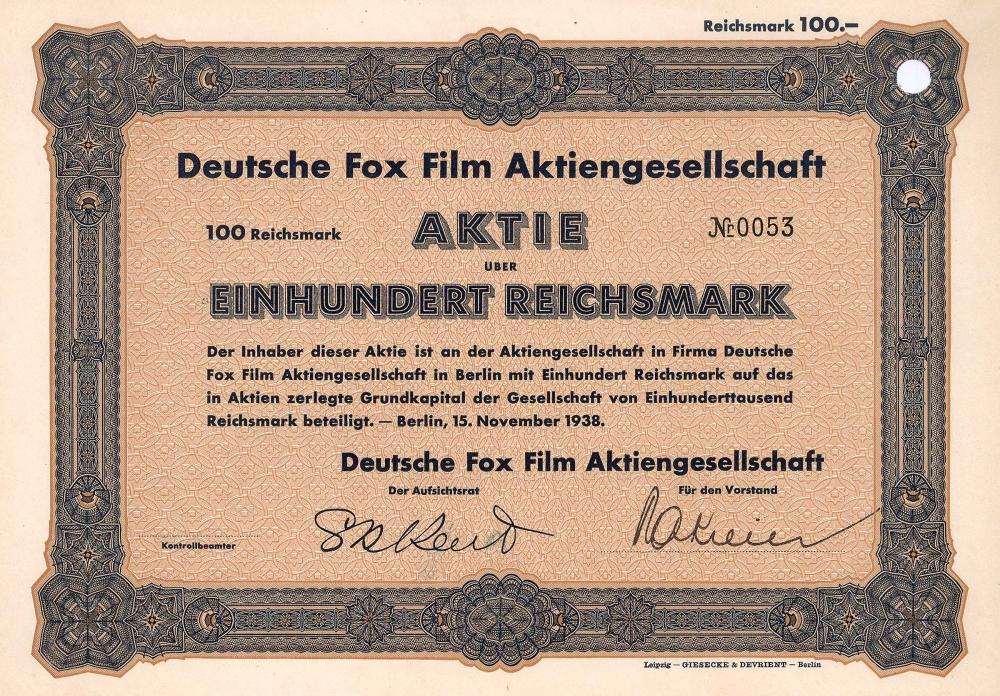 Reichsmark 100.—
Deutsche Fox Film Aktiengesellschaft
100 Reichsmark AKTIE № 0053
ÜBER
EINHUNDERT REICHSMARK
Der Inhaber dieser Aktie ist an der Aktiengesellschaft in Firma Deutsche
Fox Film Aktiengesellschaft in Berlin mit Einhundert Reichsmark auf das
in Aktien zerlegte Grundkapital der Gesellschaft von Einhunderttausend
Reichsmark beteiligt. — Berlin, 15. November 1938.
Deutsche Fox Film Aktiengesellschaft
Der Aufsichtsrat Für den Vorstand
Kontrollbeamter
Leipzig — GIESECKE & DEVRIENT — Berlin